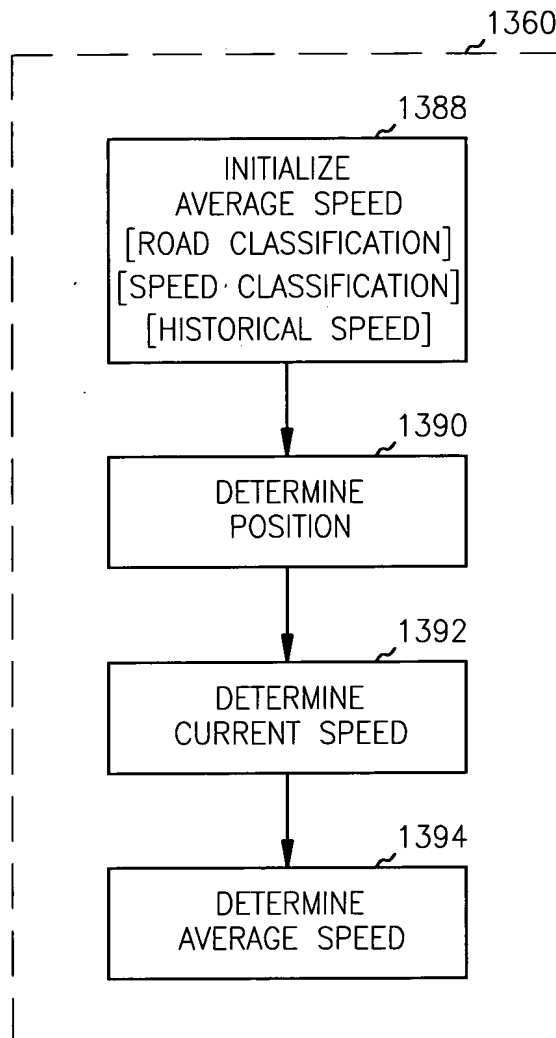 1360
1388
INITIALIZE
AVERAGE SPEED
[ROAD CLASSIFICATION]
[SPEED CLASSIFICATION]
[HISTORICAL SPEED]
1390
DETERMINE
POSITION
1392
DETERMINE
CURRENT SPEED
1394
DETERMINE
AVERAGE SPEED